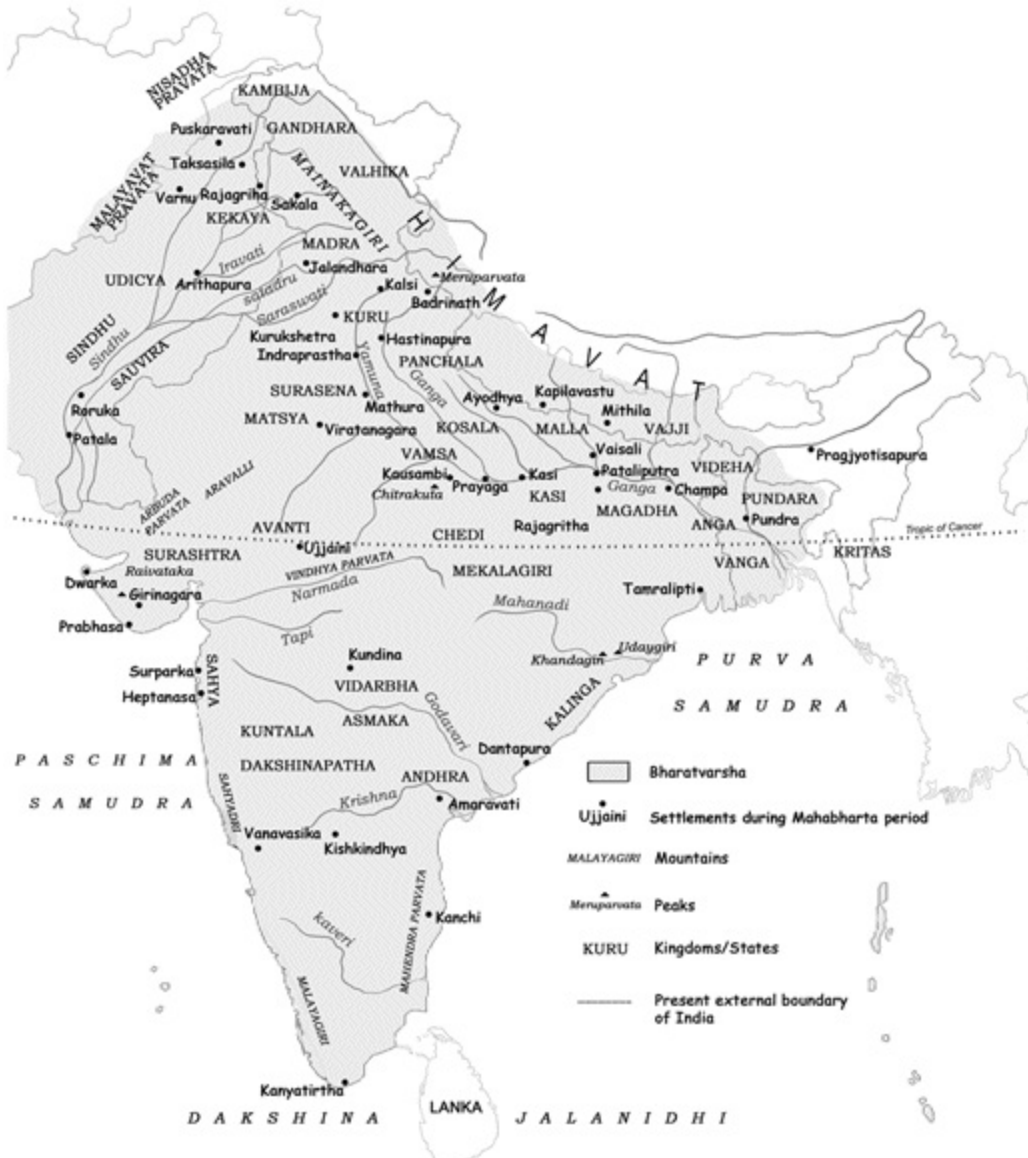 NISADHA
PRAVATA
KAMBIJA
Puskaravati
GANDHARA
Taksasila
VALHIKA
MALAYAVAT
PRAVATA
Varnu
Rajagriha
Sakala
MAINAKAGIRI
KEKAYA
HIMAVAT
MADRA
Iravati
UDICYA
Arithapura
Jalandhara
Meruparvata
saladru
Kalsi
Badrinath
Saraswati
SINDHU
Sindhu
KURU
Kurukshetra
Hastinapura
SAUVIRA
Indraprastha
PANCHALA
Yamuna
Ganga
SURASENA
Kapilavastu
Roruka
Mathura
Ayodhya
Mithila
MATSYA
Viratanagara
KOSALA
MALLA
VAJJI
Patala
VAMSA
Vaisali
Pragjyotisapura
ARAVALLI
Kausambi
Prayaga
Kasi
Pataliputra
VIDEHA
Chitrakuta
KASI
Ganga
Champa
PUNDARA
ARBUDA
PARVATA
MAGADHA
AVANTI
CHEDI
Rajagritha
ANGA
Pundra
Tropic of Cancer
Ujjaini
SURASHTRA
VINDHYA PARVATA
VANGA
KRITAS
Raivataka
MEKALAGIRI
Dwarka
Girinagara
Narmada
Tamralipti
Mahanadi
Prabhasa
Tapi
Udaygiri
Khandagin
Kundina
PURVA
SAMUDRA
Surparka
SAHYA
VIDARBHA
Heptanasa
KALINGA
ASMAKA
Godavari
KUNTALA
Dantapura
PASCHIMA
SAMUDRA
DAKSHINAPATHA
ANDHRA
SAHYADRI
Krishna
Amaravati
Vanavasika
Kishkindhya
Kanchi
MAHENDRA PARVATA
kaveri
MALAYAGIRI
Kanyatirtha
LANKA
DAKSHINA JALANIDHI
Bharatvarsha
Ujjaini Settlements during Mahabharta period
MALAYAGIRI Mountains
Meruparvata Peaks
KURU Kingdoms/States
Present external boundary
of India